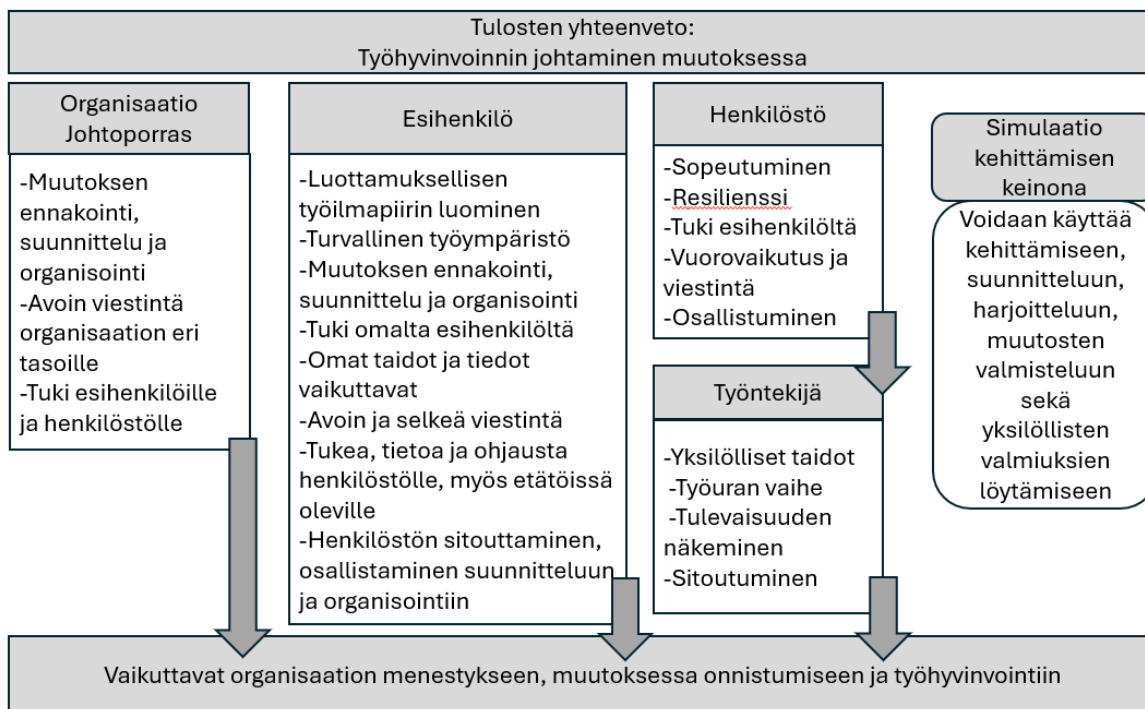 Tulosten yhteenveto:
Työhyvinvoinnin johtaminen muutoksessa
Organisaatio
Johtoporras
-Muutoksen
ennakointi,
suunnittelu ja
organisointi
-Avoin viestintä
organisaation eri
tasoille
-Tuki esihenkilöille
ja henkilöstölle
Esihenkilö
-Luottamuksellisen
työilmapiirin luominen
-Turvallinen työympäristö
-Muutoksen ennakointi,
suunnittelu ja organisointi
-Tuki omalta esihenkilöltä
-Omat taidot ja tiedot
vaikuttavat
-Avoin ja selkeä viestintä
-Tukea, tietoa ja ohjausta
henkilöstölle, myös etätöissä
oleville
-Henkilöstön sitouttaminen,
osallistaminen suunnitteluun
ja organisointiin
Henkilöstö
-Sopeutuminen
-Resilienssi
-Tuki esihenkilöltä
-Vuorovaikutus ja
viestintä
-Osallistuminen
Työntekijä
-Yksilölliset taidot
-Työuran vaihe
-Tulevaisuuden
näkeminen
-Sitoutuminen
Simulaatio
kehittämisen
keinona
Voidaan käyttää
kehittämiseen,
suunnitteluun,
harjoitteluun,
muutosten
valmisteluun
sekä
yksilöllisten
valmiuksien
löytämiseen
Vaikuttavat organisaation menestykseen, muutoksessa onnistumiseen ja työhyvinvointiin